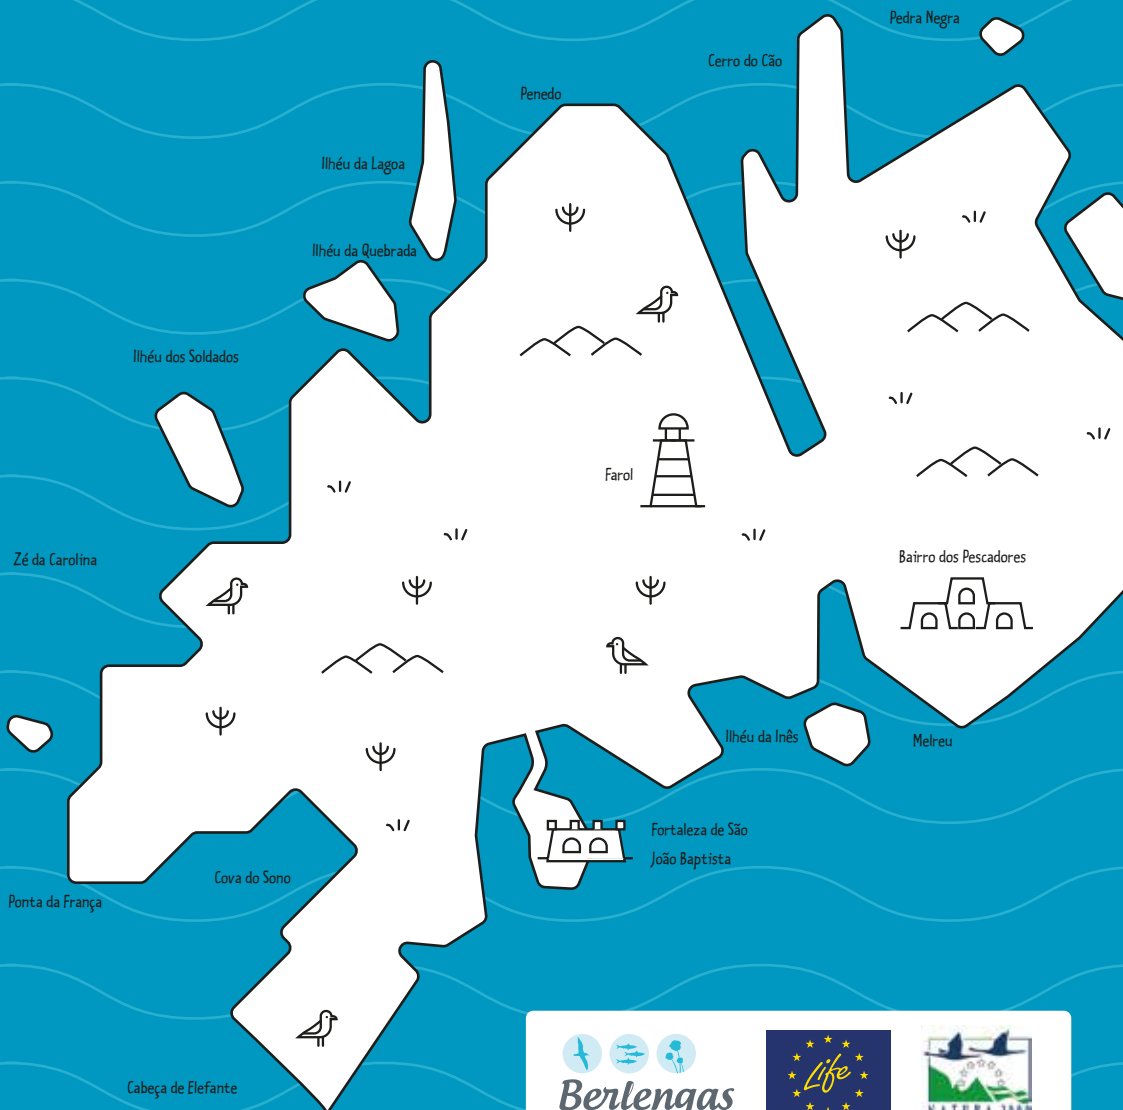 Pedra Negra
Cerro do Cão
Penedo
Ilhéu da Lagoa
Ilhéu da Quebrada
Ilhéu dos Soldados
Farol
Zé da Carolina
Bairro dos Pescadores
Ilhéu da Inês
Melreu
Fortaleza de São
João Baptista
Cova do Sono
Ponta da França
Cabeça de Elefante
Berlengas
Life